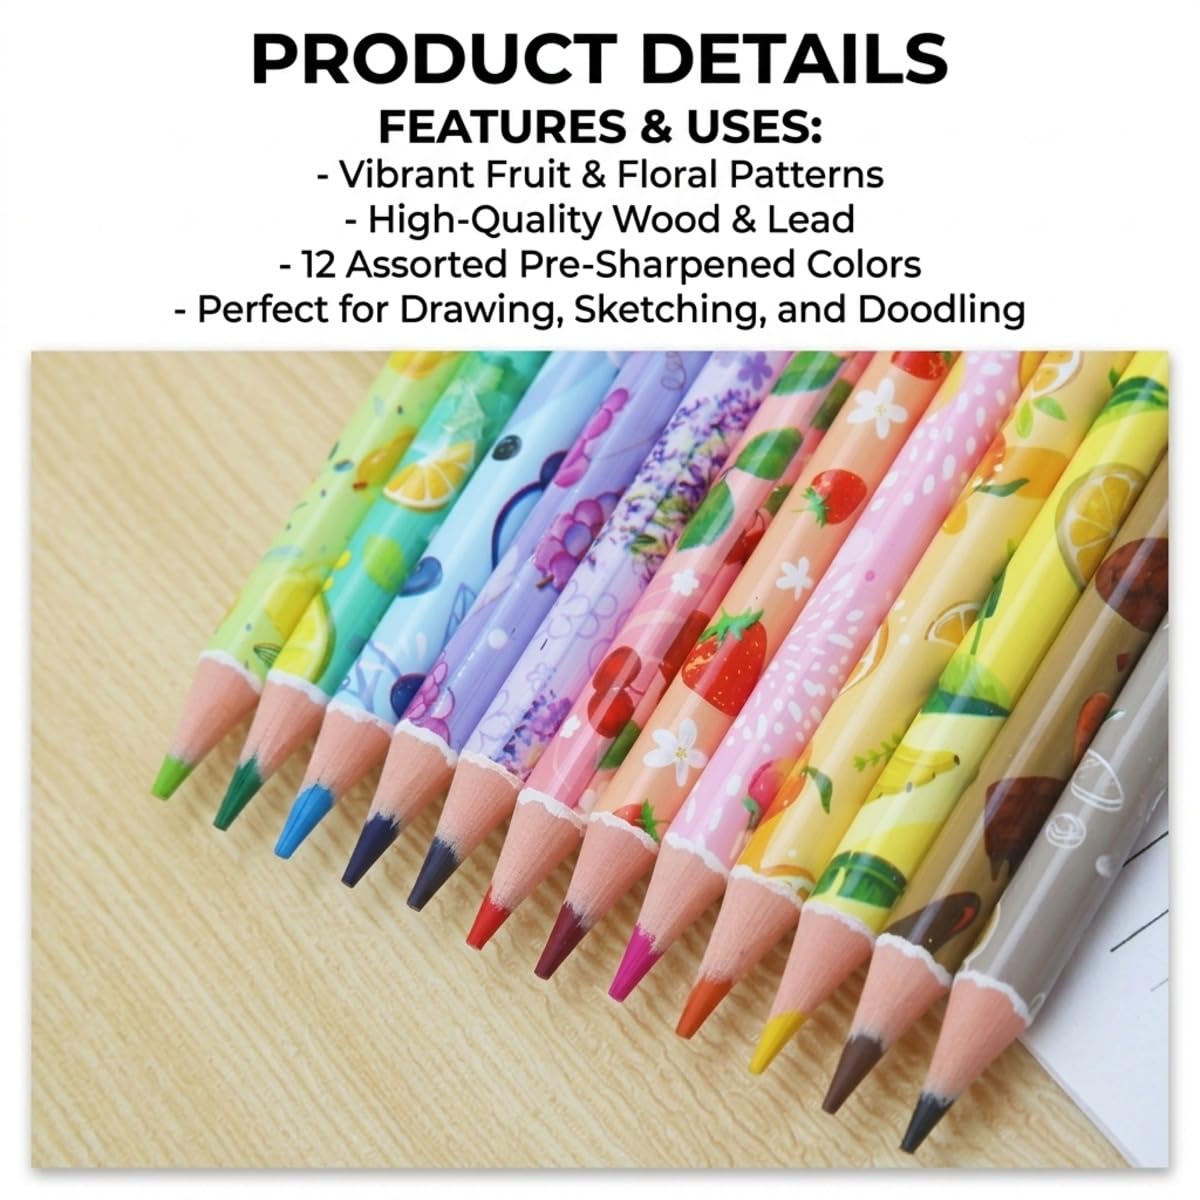 PRODUCT DETAILS
FEATURES & USES:
- Vibrant Fruit & Floral Patterns
- High-Quality Wood & Lead
- 12 Assorted Pre-Sharpened Colors
- Perfect for Drawing, Sketching, and Doodling